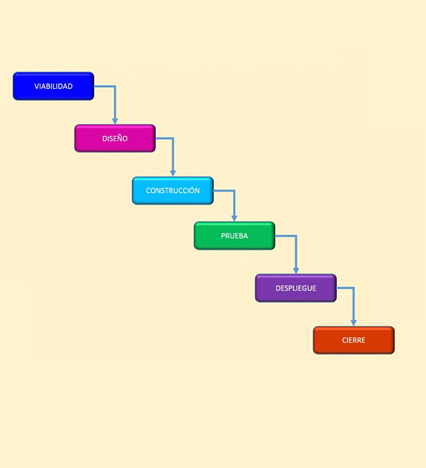 VIABILIDAD
DISEÑO
CONSTRUCCIÓN
PRUEBA
DESPLIEGUE
CIERRE